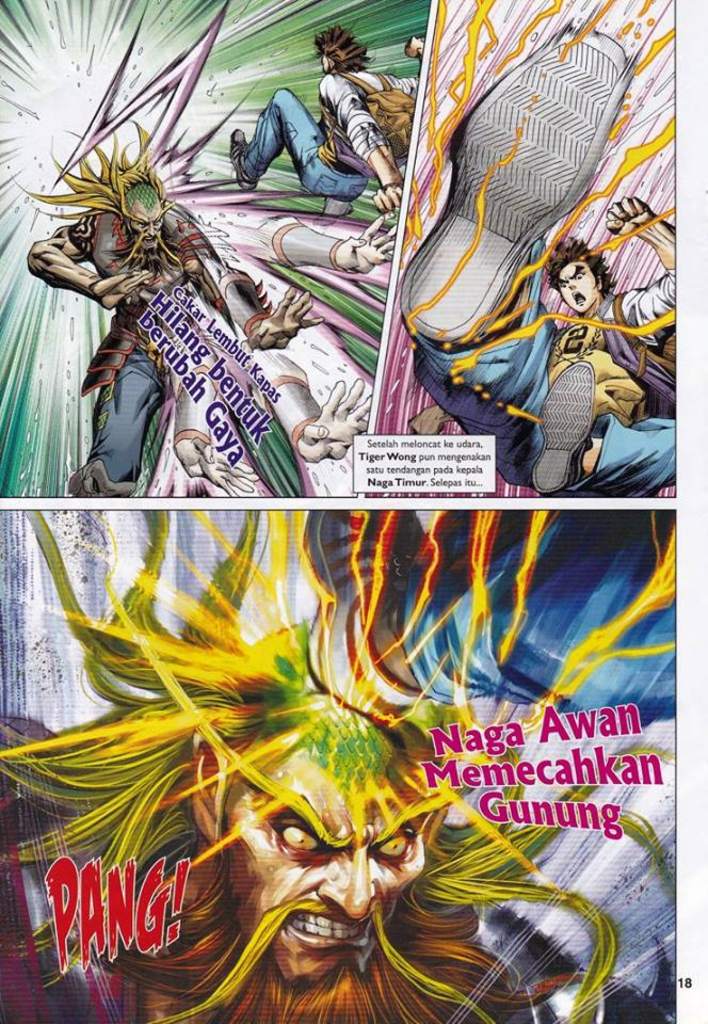 Cakar Lembut Kapas
Hilang bentuk
berubah Gaya
Setelah meloncat ke udara,
Tiger Wong pun mengenakan
satu tendangan pada kepala
Naga Timur. Selepas itu...
Naga Awan
Memecahkan
Gunung
PANG!
18